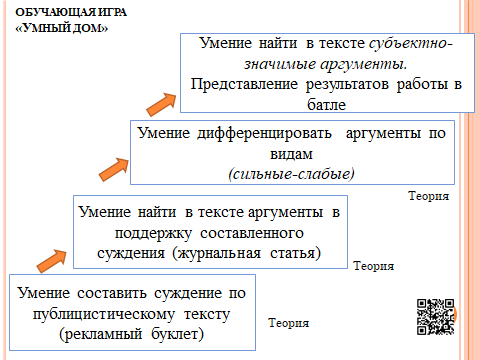 ОБУЧАЮЩАЯ ИГРА
«УМНЫЙ ДОМ»
Умение найти в тексте субъектно-
значимые аргументы.
Представление результатов работы в
батле
Умение дифференцировать аргументы по
видам
(сильные-слабые)
Теория
Умение найти в тексте аргументы в
поддержку составленного
суждения (журнальная статья)
Теория
Умение составить суждение по
публицистическому тексту
(рекламный буклет)
Теория